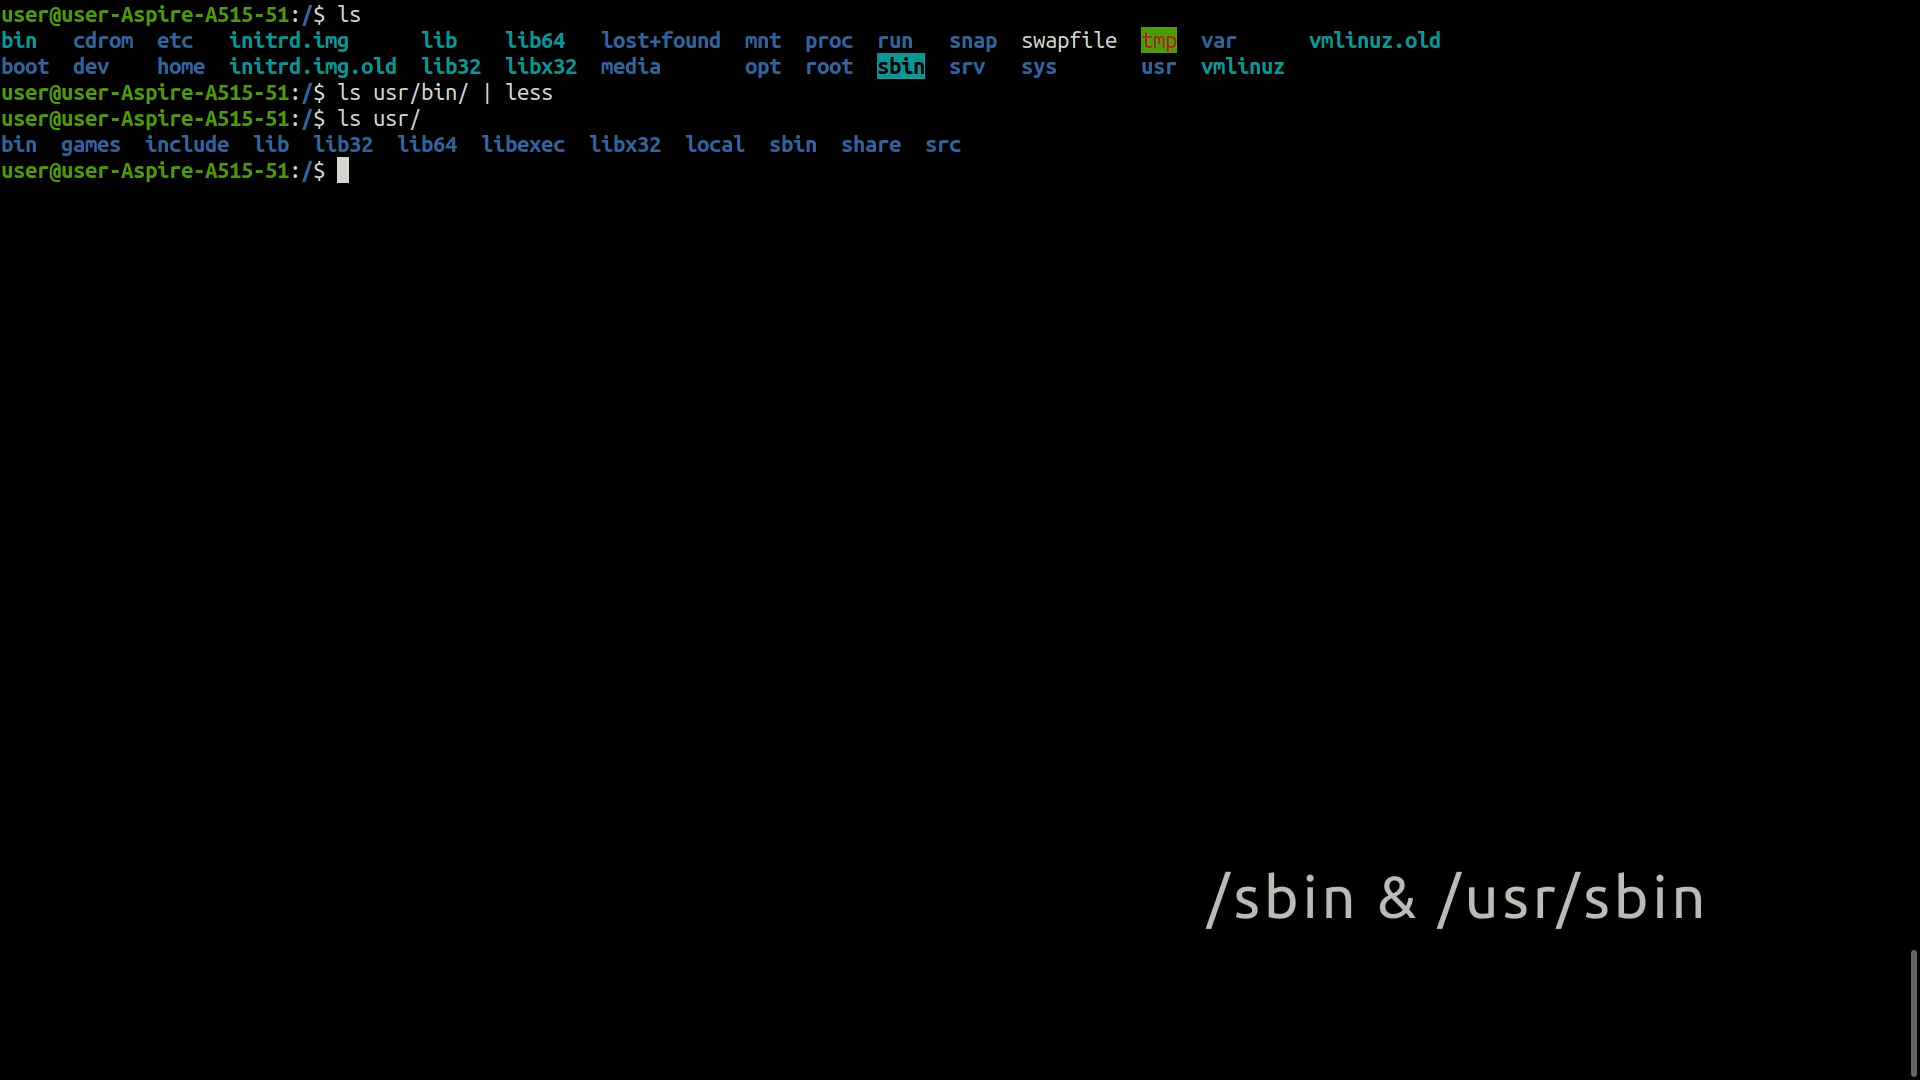 user@user-Aspire-A515-51:/$ ls
bin   cdrom  etc   initrd.img      lib    lib64   lost+found  mnt  proc  run   snap  swapfile  tmp  var      vmlinuz.old
boot  dev    home  initrd.img.old  lib32  libx32  media       opt  root  sbin  srv   sys       usr  vmlinuz
user@user-Aspire-A515-51:/$ ls usr/bin/ | less
user@user-Aspire-A515-51:/$ ls usr/
bin  games  include  lib  lib32  lib64  libexec  libx32  local  sbin  share  src
user@user-Aspire-A515-51:/$
/sbin & /usr/sbin